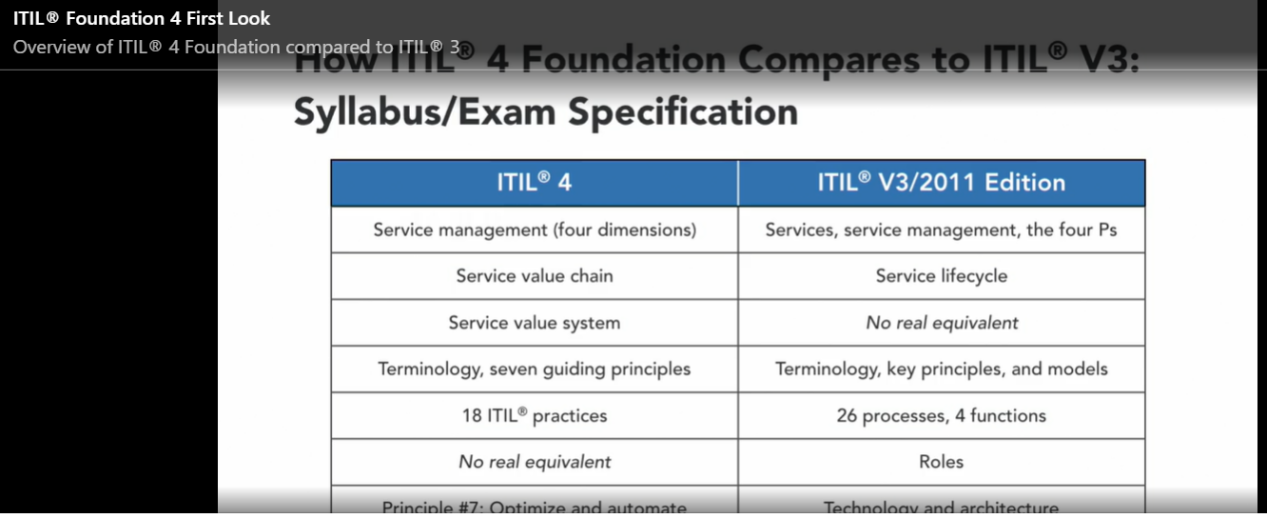 ITIL® Foundation 4 First Look
Overview of ITIL® 4 Foundation compared to ITIL® 3
How ITIL® 4 Foundation Compares to ITIL® V3:
Syllabus/Exam Specification
ITIL® 4 ITIL® V3/2011 Edition
Service management (four dimensions) Services, service management, the four Ps
Service value chain Service lifecycle
Service value system No real equivalent
Terminology, seven guiding principles Terminology, key principles, and models
18 ITIL® practices 26 processes, 4 functions
No real equivalent Roles
Principle #7: Optimize and automate Technology and architecture